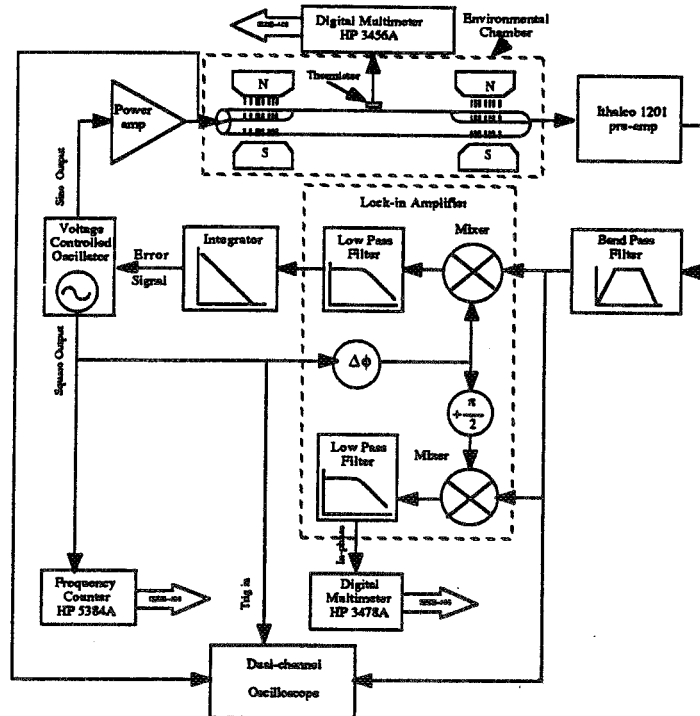 Digital Multimeter
HP 3456A
Environmental
Chamber
N
N
Thermistor
Power
amp
Ithaco 1201
pre-amp
S
S
Sine Output
Lock-in Amplifier
Voltage
Controlled
Oscillator
Error
Signal
Integrator
Low Pass
Filter
Mixer
Band Pass
Filter
Square Output
Δϕ
+π/2
Low Pass
Filter
Mixer
In-phase
Trig in
Frequency
Counter
HP 5384A
Digital
Multimeter
HP 3478A
Dual-channel
Oscilloscope